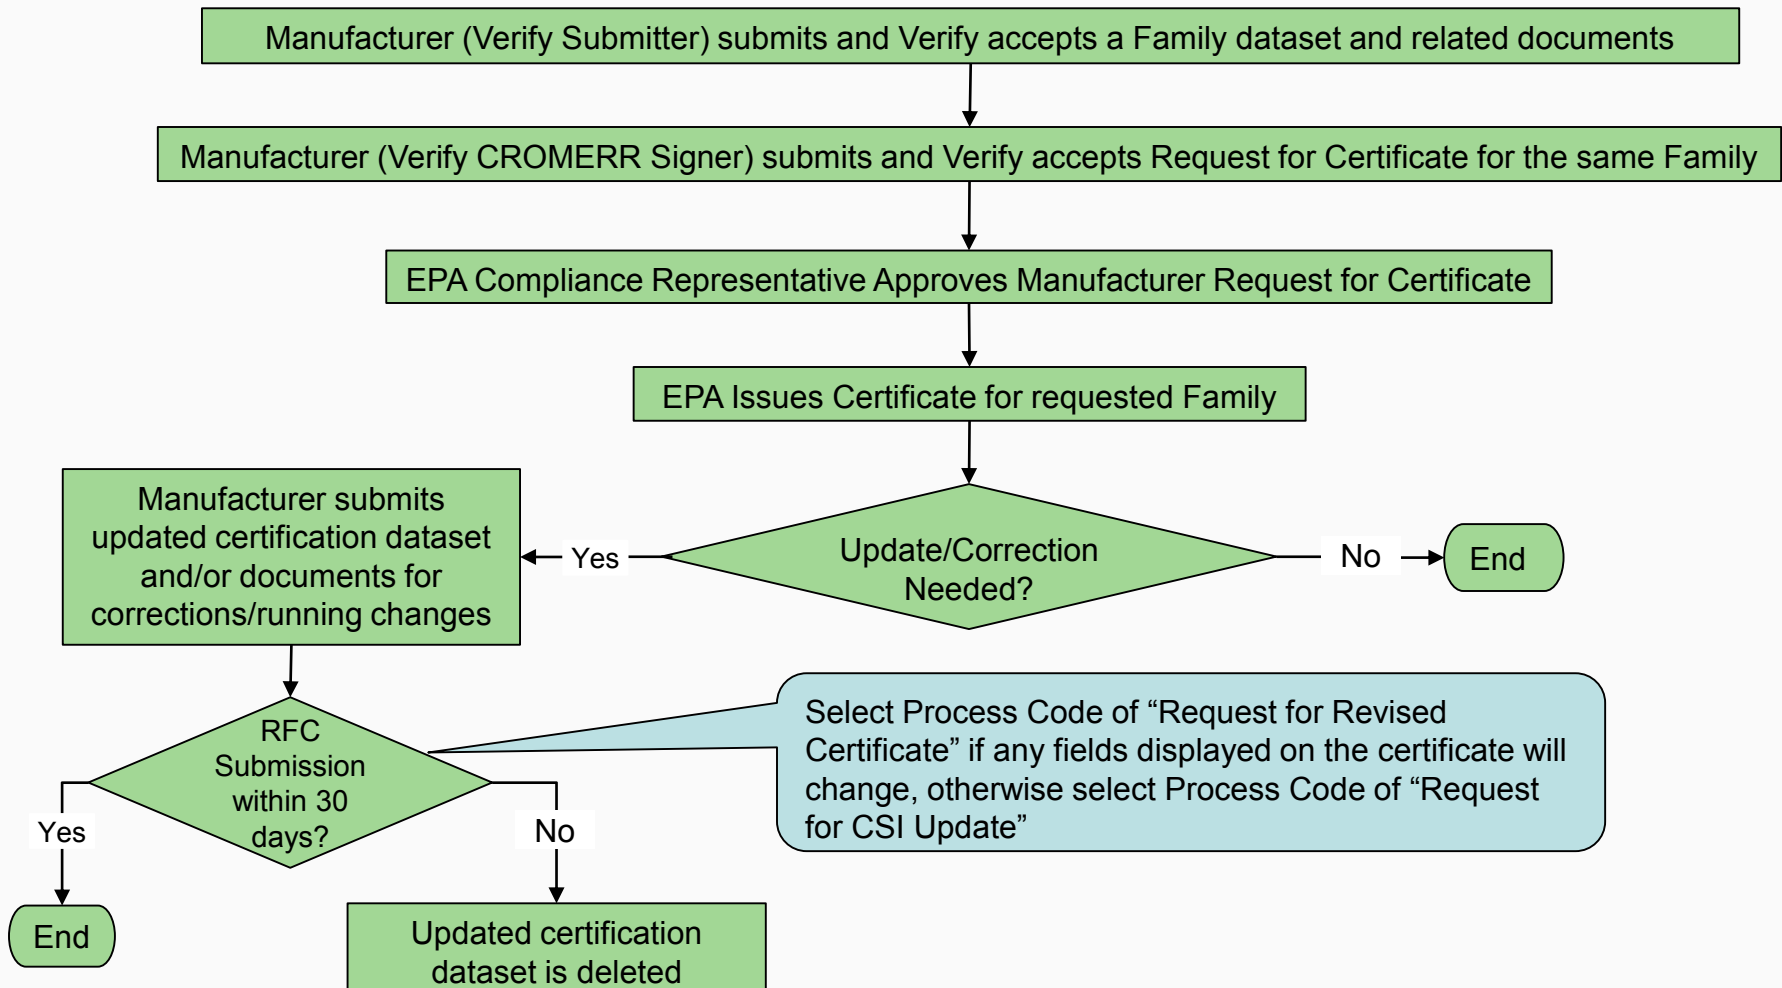 Manufacturer (Verify Submitter) submits and Verify accepts a Family dataset and related documents
Manufacturer (Verify CROMERR Signer) submits and Verify accepts Request for Certificate for the same Family
EPA Compliance Representative Approves Manufacturer Request for Certificate
EPA Issues Certificate for requested Family
Manufacturer submits
updated certification dataset
and/or documents for
corrections/running changes
Yes
Update/Correction
Needed?
No
End
RFC
Submission
within 30
days?
Select Process Code of “Request for Revised
Certificate” if any fields displayed on the certificate will
change, otherwise select Process Code of “Request
for CSI Update”
Yes
No
End
Updated certification
dataset is deleted